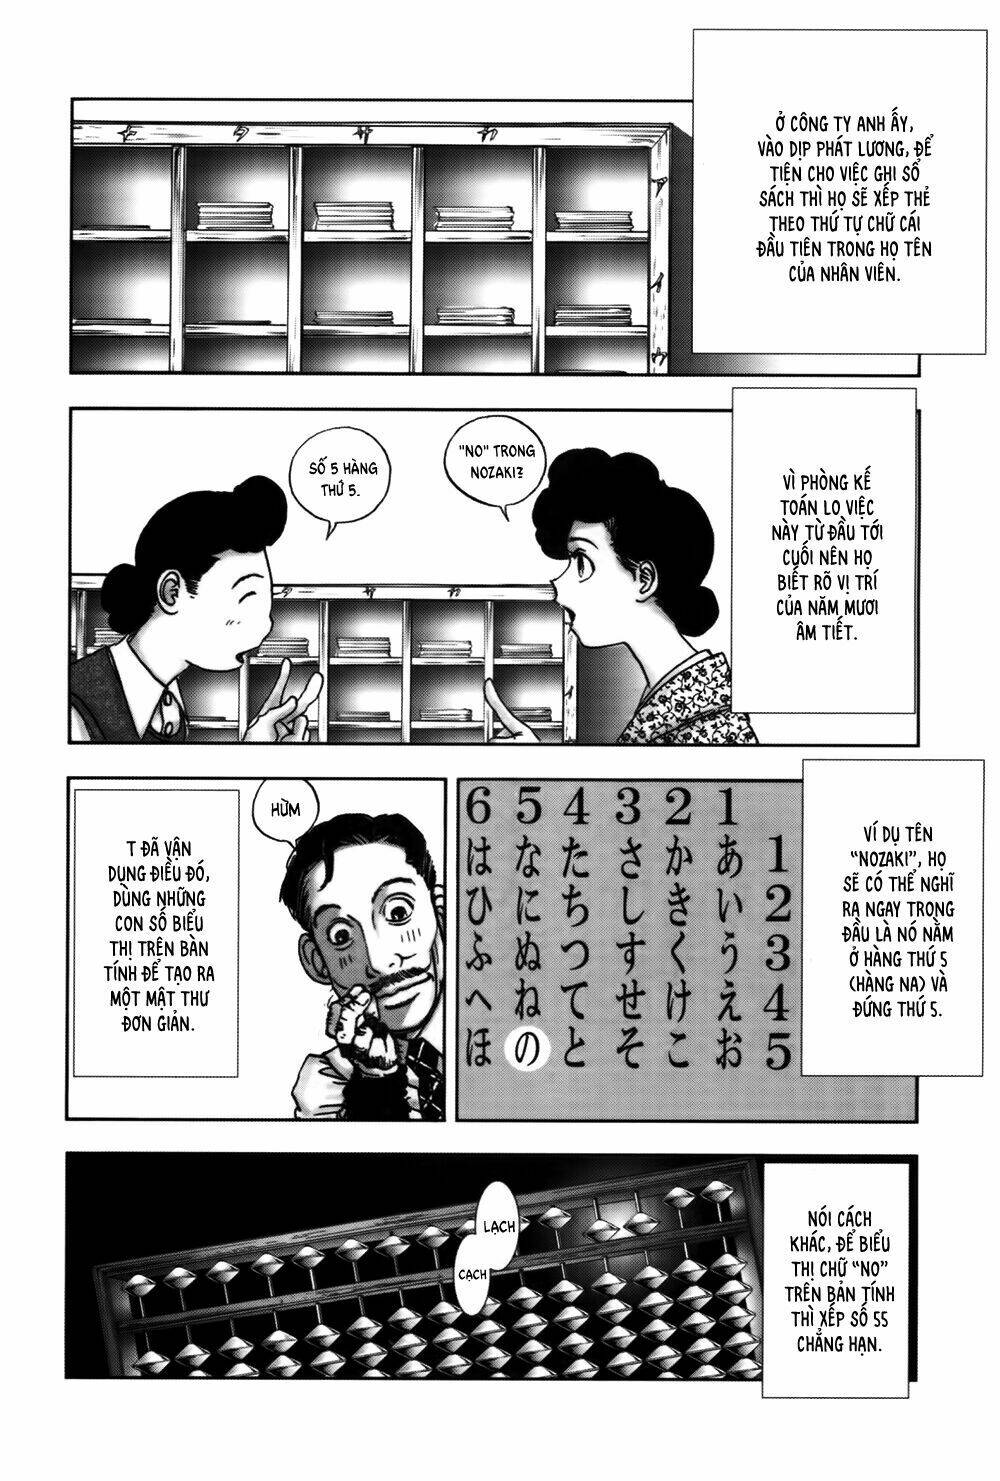 Ở CÔNG TY ANH ẤY,
VÀO DỊP PHÁT LƯƠNG, ĐỂ
TIỆN CHO VIỆC GHI SỔ
SÁCH THÌ HỌ SẼ XẾP THẺ
THEO THỨ TỰ CHỮ CÁI
ĐẦU TIÊN TRONG HỌ TÊN
CỦA NHÂN VIÊN.
"NO" TRONG
NOZAKI?
SỐ 5 HÀNG
THỨ 5.
VÌ PHÒNG KẾ
TOÁN LO VIỆC
NÀY TỪ ĐẦU TỚI
CUỐI NÊN HỌ
BIẾT RÕ VỊ TRÍ
CỦA NĂM MƯƠI
ÂM TIẾT.
VÍ DỤ TÊN
"NOZAKI", HỌ
SẼ CÓ THỂ NGHĨ
RA NGAY TRONG
ĐẦU LÀ NÓ NẰM
Ở HÀNG THỨ 5
(HÀNG NA) VÀ
ĐỨNG THỨ 5.
6 5 4 3 2 1
は な た さ か あ 1
ひ に ち し き い 2
ふ ぬ つ す く う 3
へ ね て せ け え 4
ほ の と そ こ お 5
HỪM
T ĐÃ VẬN
DỤNG ĐIỀU ĐÓ,
DÙNG NHỮNG
CON SỐ BIỂU
THỊ TRÊN BÀN
TÍNH ĐỂ TẠO RA
MỘT MẬT THƯ
ĐƠN GIẢN.
NÓI CÁCH
KHÁC, ĐỂ BIỂU
THỊ CHỮ "NO"
TRÊN BẢN TÍNH
THÌ XẾP SỐ 55
CHẲNG HẠN.
LẠCH
CẠCH